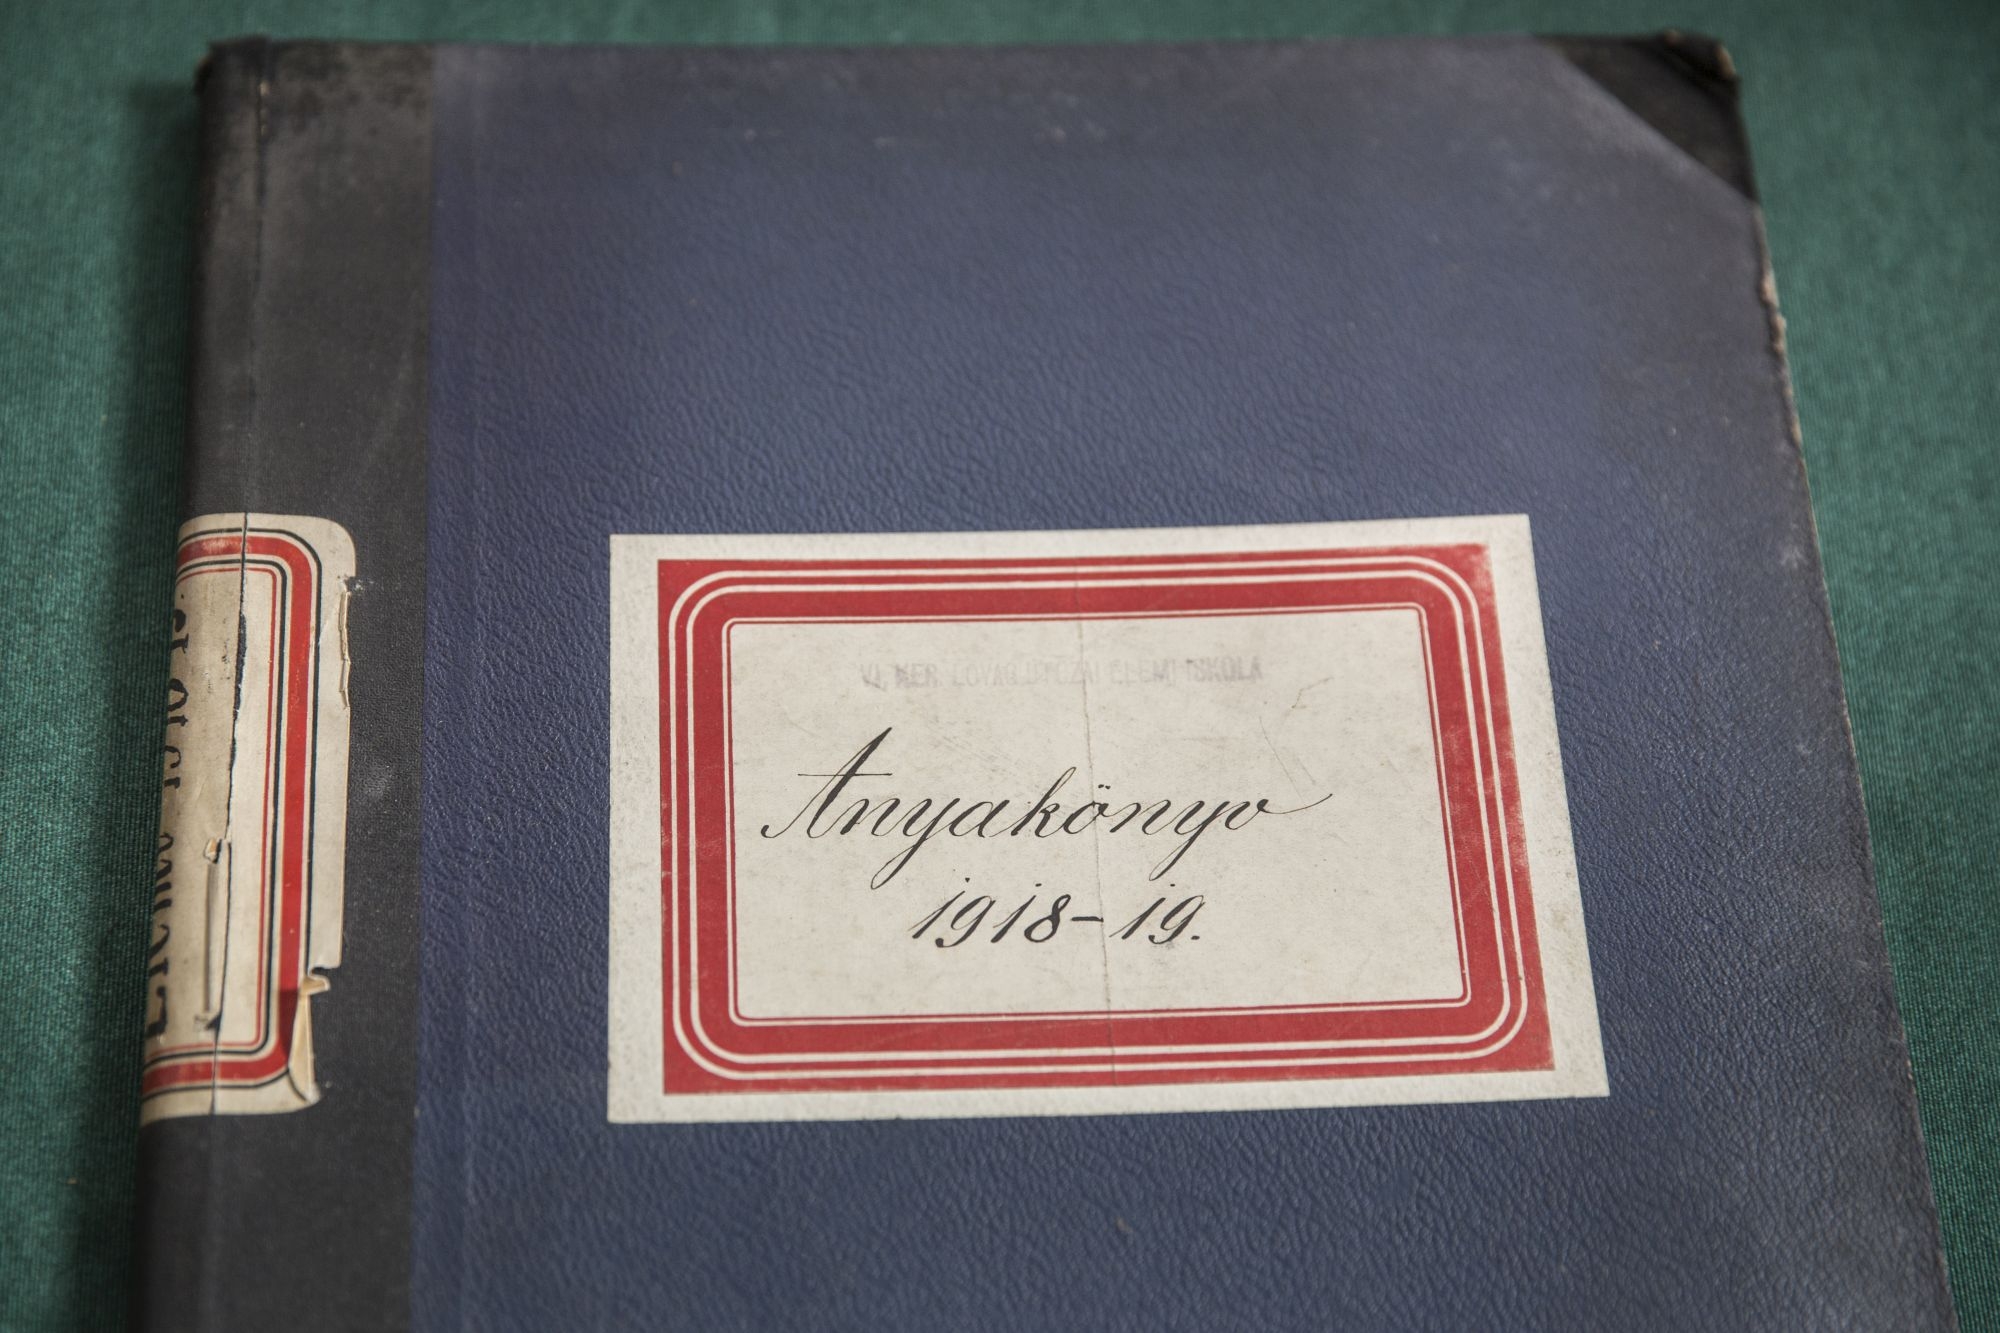 VI. KER. LOVAG UTCZAI ELEMI ISKOLA
Anyakönyv
1918-19.